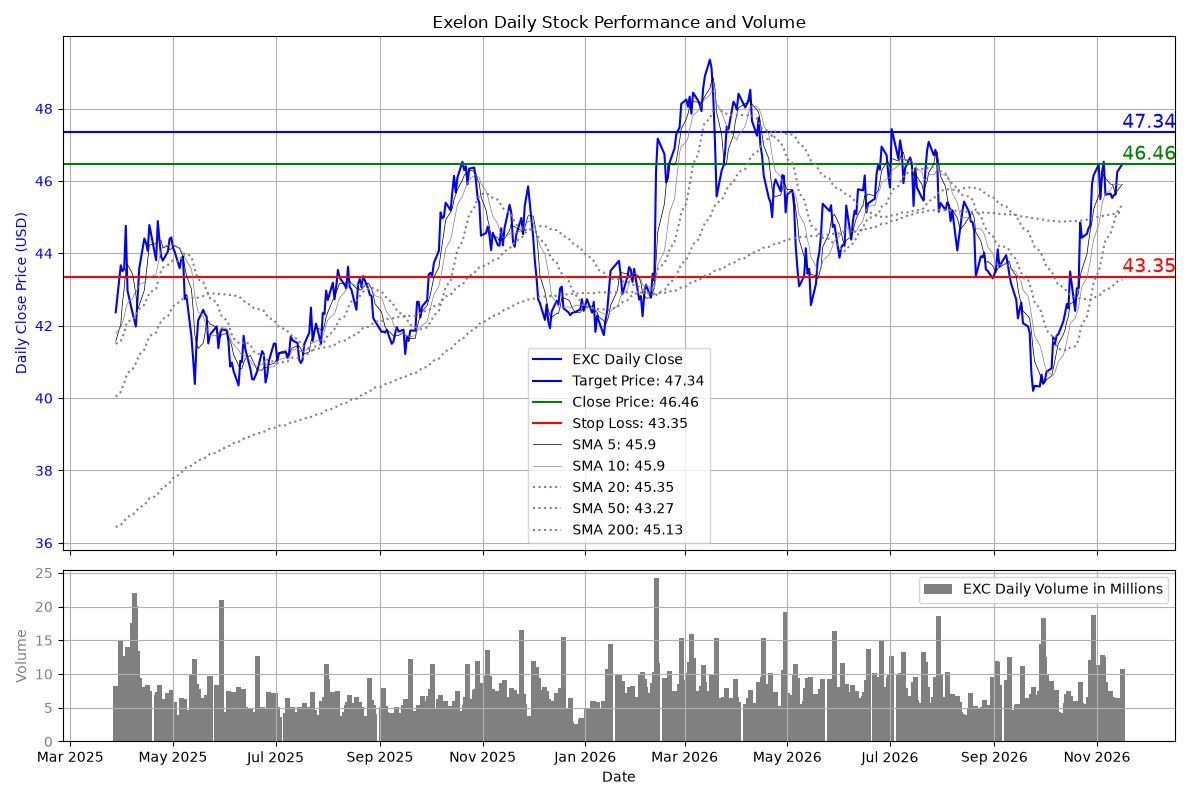 Exelon Daily Stock Performance and Volume
Daily Close Price (USD)
48
46
44
42
40
38
36
47.34
46.46
43.35
EXC Daily Close
Target Price: 47.34
Close Price: 46.46
Stop Loss: 43.35
SMA 5: 45.9
SMA 10: 45.9
SMA 20: 45.35
SMA 50: 43.27
SMA 200: 45.13
Volume
25
20
15
10
5
0
EXC Daily Volume in Millions
Mar 2025 May 2025 Jul 2025 Sep 2025 Nov 2025 Jan 2026 Mar 2026 May 2026 Jul 2026 Sep 2026 Nov 2026
Date